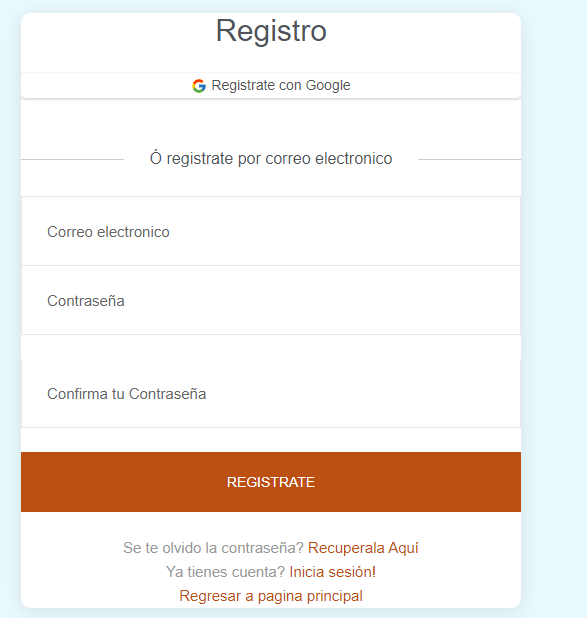 Registro
Registrate con Google
Ó registrate por correo electronico
Correo electronico
Contraseña
Confirma tu Contraseña
REGISTRATE
Se te olvido la contraseña? Recuperala Aquí
Ya tienes cuenta? Inicia sesión!
Regresar a pagina principal